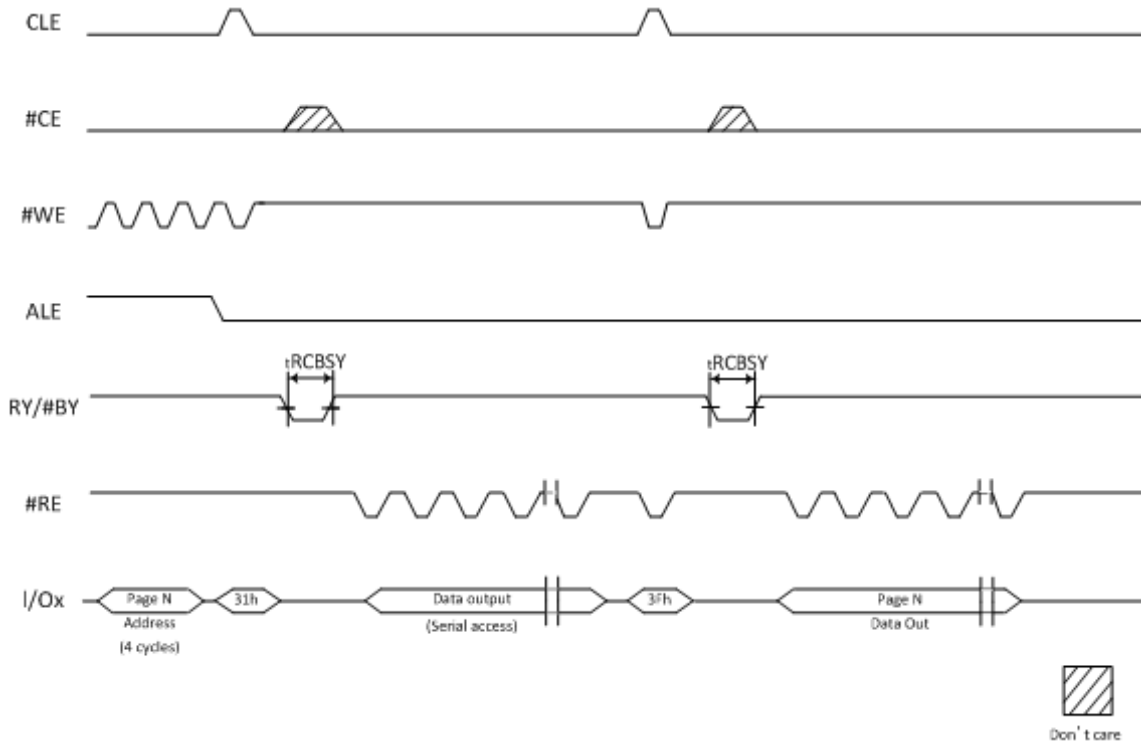 CLE
#CE
#WE
ALE
tRCBSY tRCBSY
RY/#BY
#RE
I/Ox Page N 31h Data output 3Fh Page N
Address (Serial access) Data Out
(4 cycles)
Don't care